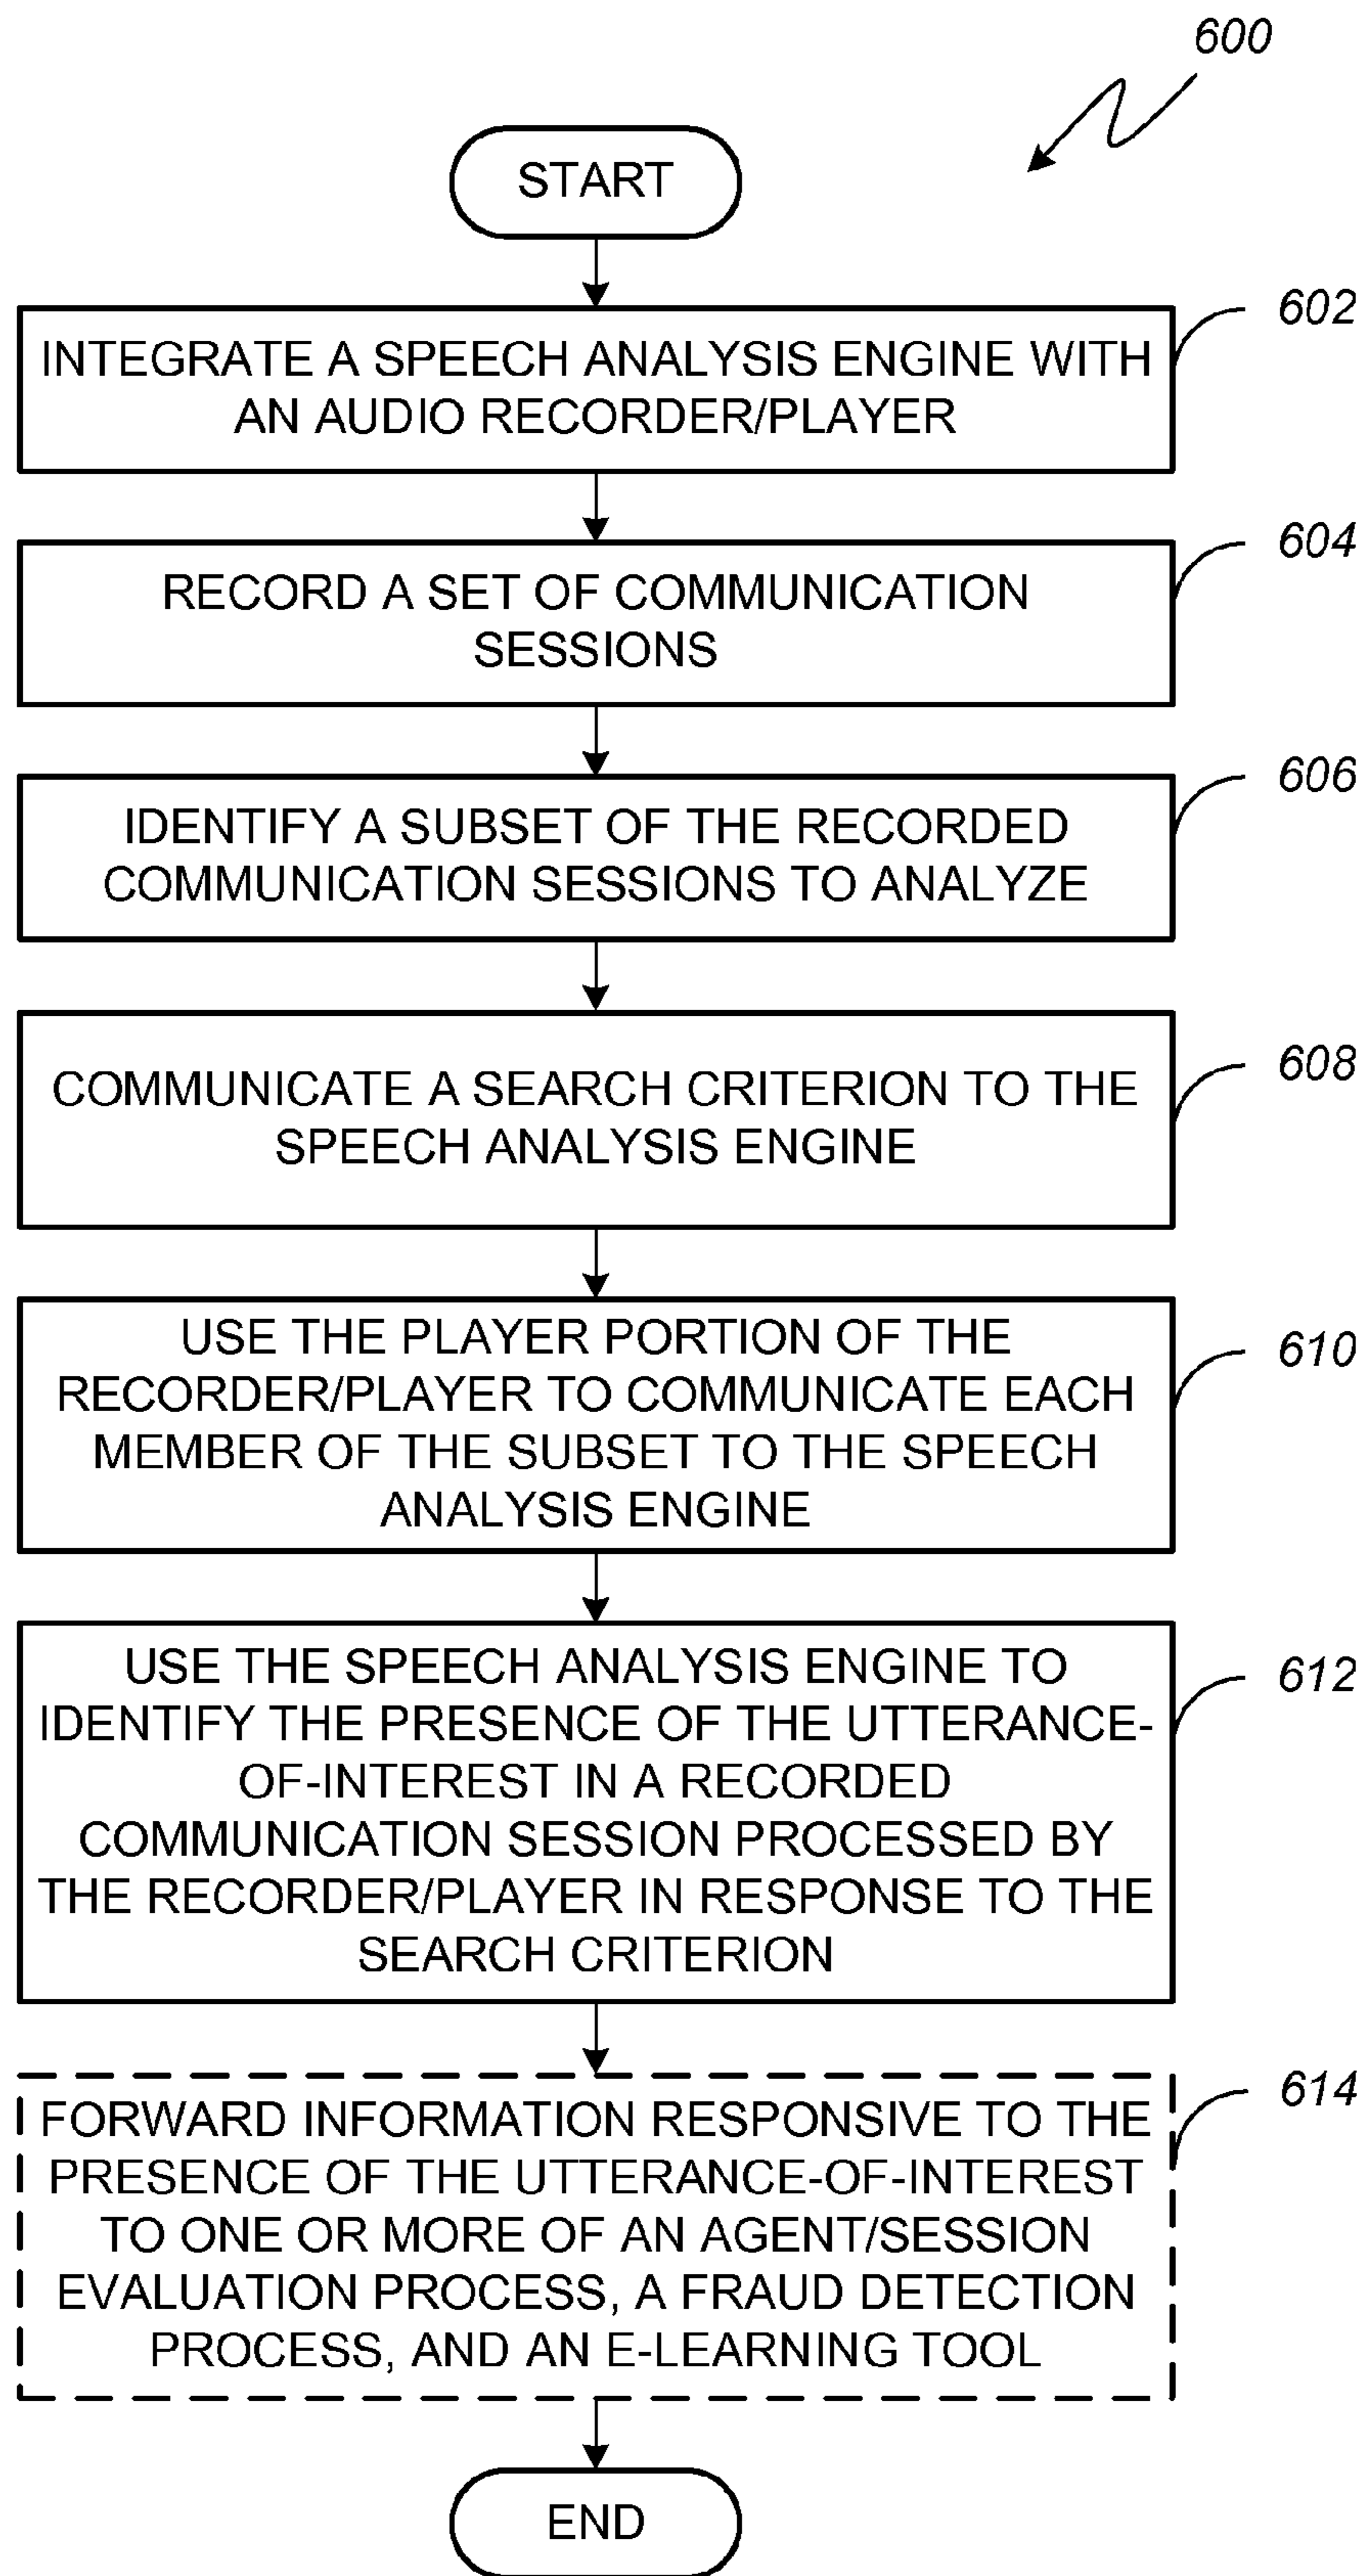 600
START
602
INTEGRATE A SPEECH ANALYSIS ENGINE WITH
AN AUDIO RECORDER/PLAYER
604
RECORD A SET OF COMMUNICATION
SESSIONS
606
IDENTIFY A SUBSET OF THE RECORDED
COMMUNICATION SESSIONS TO ANALYZE
608
COMMUNICATE A SEARCH CRITERION TO THE
SPEECH ANALYSIS ENGINE
610
USE THE PLAYER PORTION OF THE
RECORDER/PLAYER TO COMMUNICATE EACH
MEMBER OF THE SUBSET TO THE SPEECH
ANALYSIS ENGINE
612
USE THE SPEECH ANALYSIS ENGINE TO
IDENTIFY THE PRESENCE OF THE UTTERANCE-
OF-INTEREST IN A RECORDED
COMMUNICATION SESSION PROCESSED BY
THE RECORDER/PLAYER IN RESPONSE TO THE
SEARCH CRITERION
614
FORWARD INFORMATION RESPONSIVE TO THE
PRESENCE OF THE UTTERANCE-OF-INTEREST
TO ONE OR MORE OF AN AGENT/SESSION
EVALUATION PROCESS, A FRAUD DETECTION
PROCESS, AND AN E-LEARNING TOOL
END